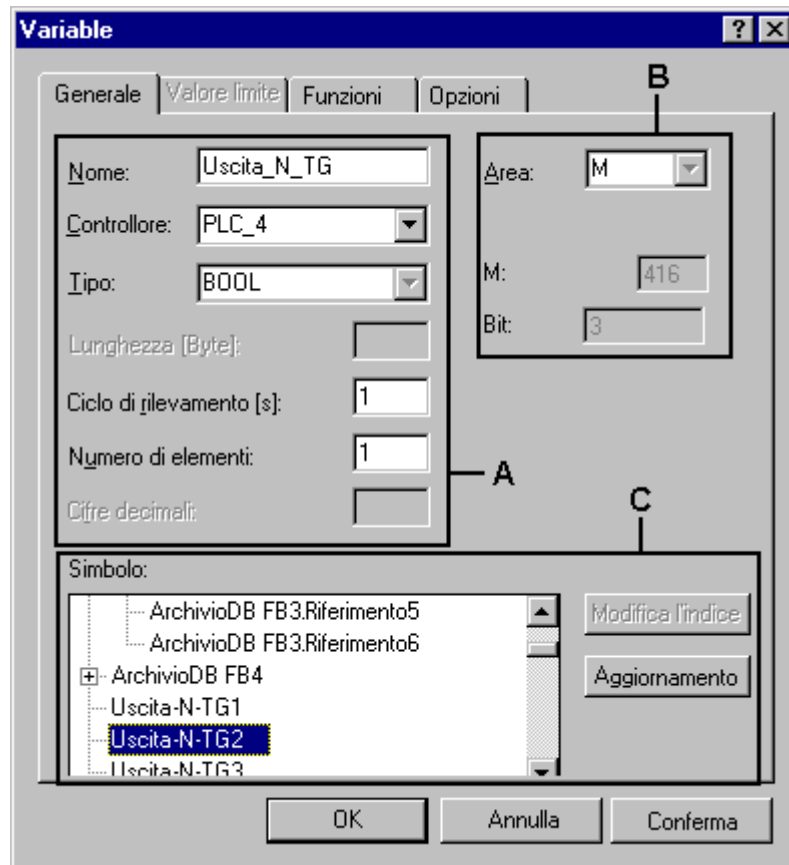 Variable
Generale Valore limite Funzioni Opzioni
B
Nome: Uscita_N_TG
Area: M
Controllore: PLC_4
Tipo: BOOL
M: 416
Bit: 3
Lunghezza [Byte]:
Ciclo di rilevamento [s]: 1
Numero di elementi: 1
A
Cifre decimali:
C
Simbolo:
ArchivioDB FB3.Riferimento5
Modifica l'indice
ArchivioDB FB3.Riferimento6
ArchivioDB FB4
Aggiornamento
Uscita-N-TG1
Uscita-N-TG2
Uscita-N-TG3
OK Annulla Conferma